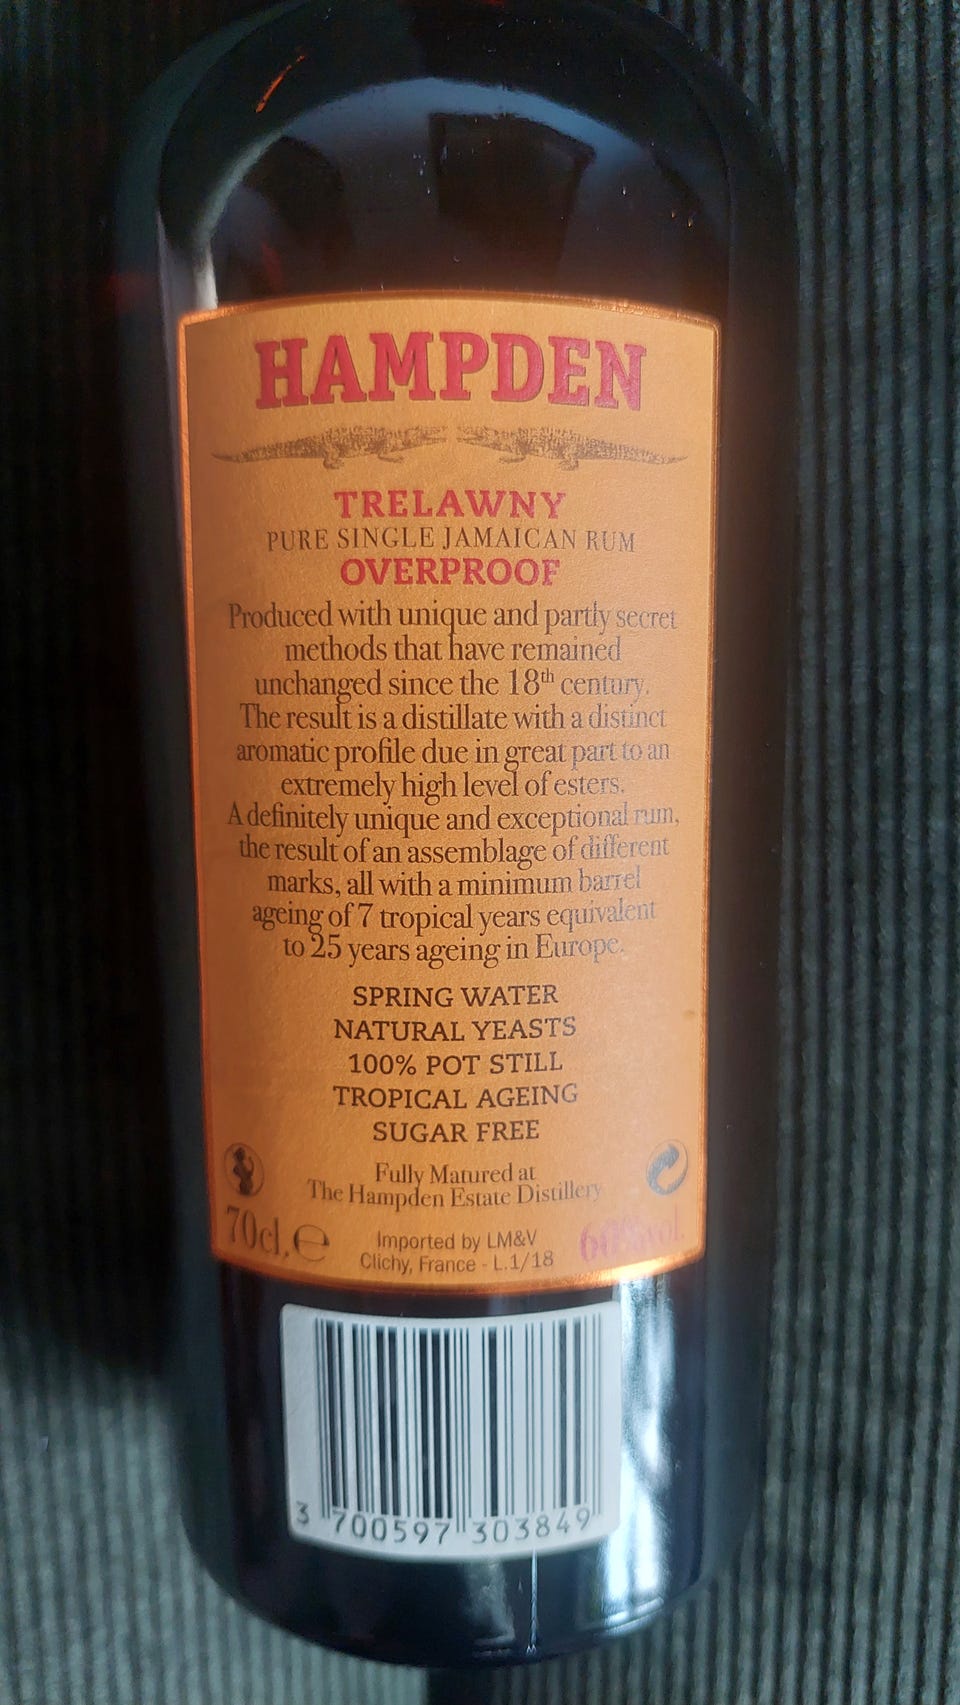 HAMPDEN
TRELAWNY
PURE SINGLE JAMAICAN RUM
OVERPROOF
Produced with unique and partly secret
methods that have remained
unchanged since the 18th century.
The result is a distillate with a distinct
aromatic profile due in great part to an
extremely high level of esters.
A definitely unique and exceptional rum,
the result of an assemblage of different
marks, all with a minimum barrel
ageing of 7 tropical years equivalent
to 25 years ageing in Europe.
SPRING WATER
NATURAL YEASTS
100% POT STILL
TROPICAL AGEING
SUGAR FREE
Fully Matured at
The Hampden Estate Distillery
70cl. ℮
Imported by LM&V
Clichy, France - L.1/18
60%vol.
3 700597 303849